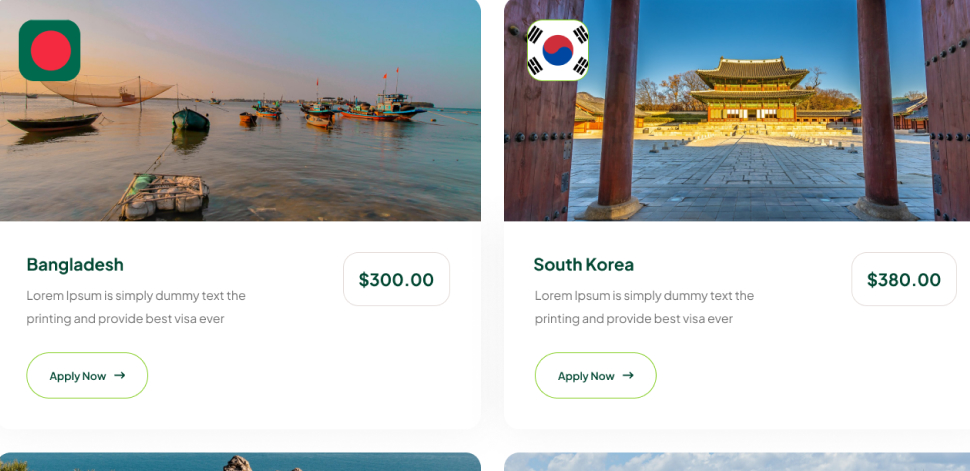 Bangladesh
$300.00
Lorem Ipsum is simply dummy text the
printing and provide best visa ever
Apply Now →
South Korea
$380.00
Lorem Ipsum is simply dummy text the
printing and provide best visa ever
Apply Now →